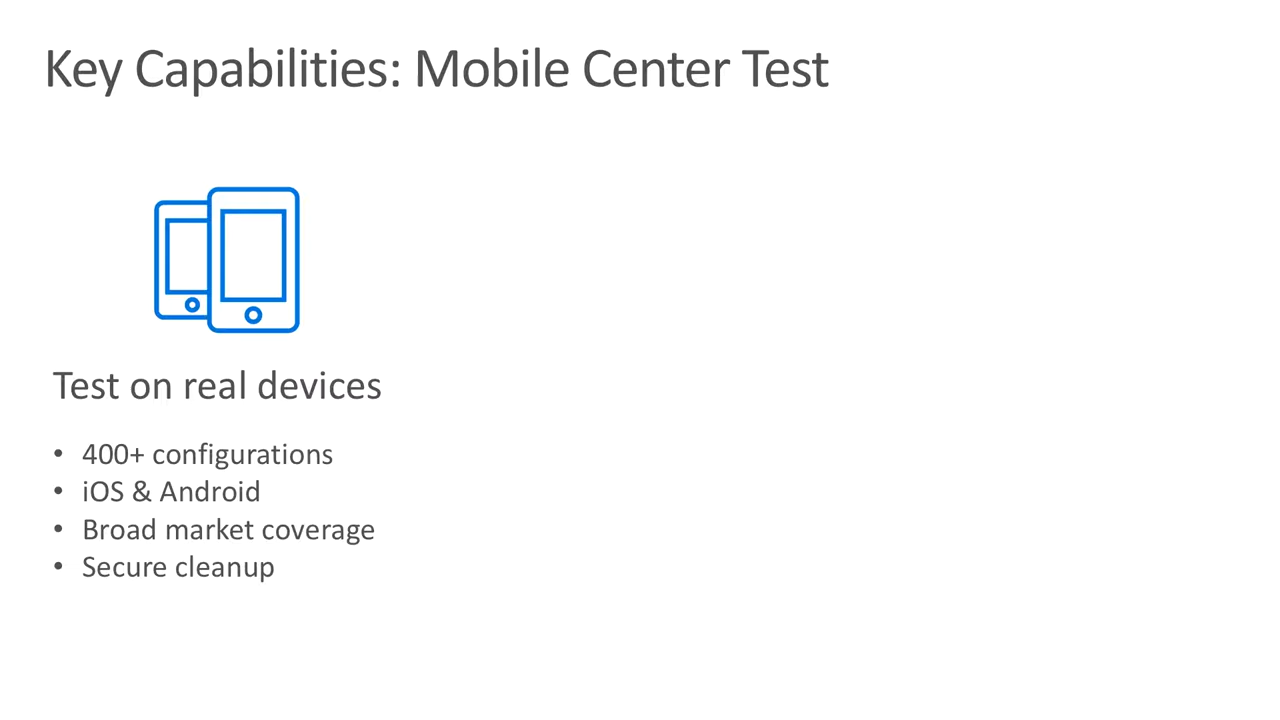 Key Capabilities: Mobile Center Test
Test on real devices
• 400+ configurations
• iOS & Android
• Broad market coverage
• Secure cleanup